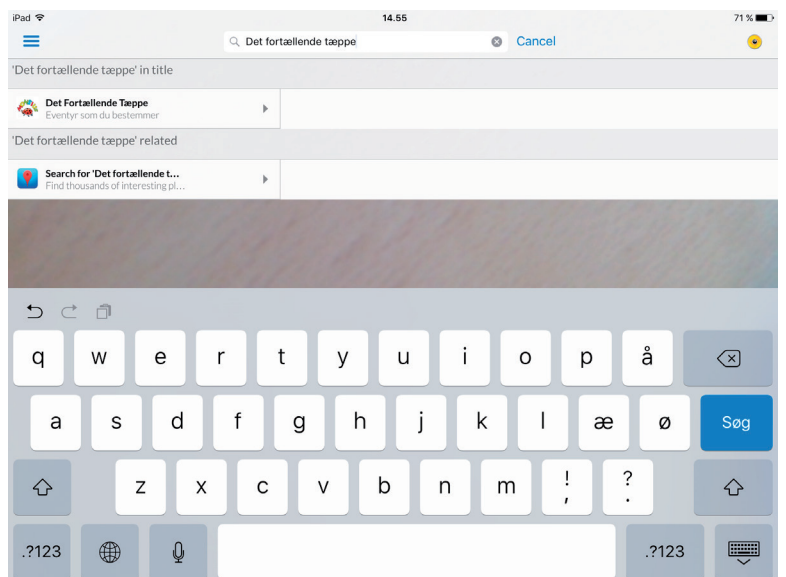 iPad 14.55 71 %
Det fortællende tæppe Cancel
'Det fortællende tæppe' in title
Det Fortællende Tæppe
Eventyr som du bestemmer
'Det fortællende tæppe' related
Search for 'Det fortællende t...
Find thousands of interesting pl...
q w e r t y u i o p å
a s d f g h j k l æ ø Søg
z x c v b n m ! , ? .
.?123 .?123